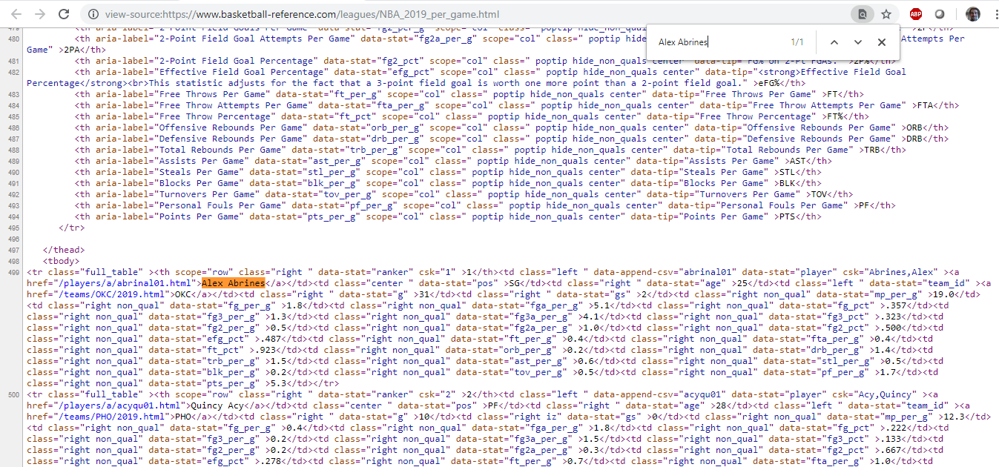 view-source:https://www.basketball-reference.com/leagues/NBA_2019_per_game.html
ABP
Alex Abrines 1/1
480 <th aria-label="2-Point Field Goal Attempts Per Game" data-stat="fg2a_per_g" scope="col" class=" poptip Attempts Per
Game" >2PA</th>
481 <th aria-label="2-Point Field Goal Percentage" data-stat="fg2_pct" scope="col" class=" poptip hide_non_quals center" data-tip="FG% on 2-Pt FGAs." >2P%</th>
482 <th aria-label="Effective Field Goal Percentage" data-stat="efg_pct" scope="col" class=" poptip hide_non_quals center" data-tip="<strong>Effective Field Goal
Percentage</strong><br>This statistic adjusts for the fact that a 3-point field goal is worth one more point than a 2-point field goal." >eFG%</th>
483 <th aria-label="Free Throws Per Game" data-stat="ft_per_g" scope="col" class=" poptip hide_non_quals center" data-tip="Free Throws Per Game" >FT</th>
484 <th aria-label="Free Throw Attempts Per Game" data-stat="fta_per_g" scope="col" class=" poptip hide_non_quals center" data-tip="Free Throw Attempts Per Game" >FTA</th>
485 <th aria-label="Free Throw Percentage" data-stat="ft_pct" scope="col" class=" poptip hide_non_quals center" data-tip="Free Throw Percentage" >FT%</th>
486 <th aria-label="Offensive Rebounds Per Game" data-stat="orb_per_g" scope="col" class=" poptip hide_non_quals center" data-tip="Offensive Rebounds Per Game" >ORB</th>
487 <th aria-label="Defensive Rebounds Per Game" data-stat="drb_per_g" scope="col" class=" poptip hide_non_quals center" data-tip="Defensive Rebounds Per Game" >DRB</th>
488 <th aria-label="Total Rebounds Per Game" data-stat="trb_per_g" scope="col" class=" poptip hide_non_quals center" data-tip="Total Rebounds Per Game" >TRB</th>
489 <th aria-label="Assists Per Game" data-stat="ast_per_g" scope="col" class=" poptip hide_non_quals center" data-tip="Assists Per Game" >AST</th>
490 <th aria-label="Steals Per Game" data-stat="stl_per_g" scope="col" class=" poptip hide_non_quals center" data-tip="Steals Per Game" >STL</th>
491 <th aria-label="Blocks Per Game" data-stat="blk_per_g" scope="col" class=" poptip hide_non_quals center" data-tip="Blocks Per Game" >BLK</th>
492 <th aria-label="Turnovers Per Game" data-stat="tov_per_g" scope="col" class=" poptip hide_non_quals center" data-tip="Turnovers Per Game" >TOV</th>
493 <th aria-label="Personal Fouls Per Game" data-stat="pf_per_g" scope="col" class=" poptip hide_non_quals center" data-tip="Personal Fouls Per Game" >PF</th>
494 <th aria-label="Points Per Game" data-stat="pts_per_g" scope="col" class=" poptip hide_non_quals center" data-tip="Points Per Game" >PTS</th>
495 </tr>
496
497 </thead>
498 <tbody>
499 <tr class="full_table" ><th scope="row" class="right " data-stat="ranker" csk="1" >1</th><td class="left " data-append-csv="abrinal01" data-stat="player" csk="Abrines,Alex" ><a
href="/players/a/abrinal01.html">Alex Abrines</a></td><td class="center " data-stat="pos" >SG</td><td class="right " data-stat="age" >25</td><td class="left " data-stat="team_id" ><a
href="/teams/OKC/2019.html">OKC</a></td><td class="right " data-stat="g" >31</td><td class="right " data-stat="gs" >2</td><td class="right " data-stat="mp_per_g" >19.0</td>
<td class="right non_qual" data-stat="fg_per_g" >1.8</td><td class="right non_qual" data-stat="fga_per_g" >5.1</td><td class="right non_qual" data-stat="fg_pct" >.357</td><td
class="right non_qual" data-stat="fg3_per_g" >1.3</td><td class="right non_qual" data-stat="fg3a_per_g" >4.1</td><td class="right non_qual" data-stat="fg3_pct" >.323</td><td
class="right non_qual" data-stat="fg2_per_g" >0.5</td><td class="right non_qual" data-stat="fg2a_per_g" >1.0</td><td class="right non_qual" data-stat="fg2_pct" >.500</td><td
class="right non_qual" data-stat="efg_pct" >.487</td><td class="right non_qual" data-stat="ft_per_g" >0.4</td><td class="right non_qual" data-stat="fta_per_g" >0.4</td><td
class="right non_qual" data-stat="ft_pct" >.923</td><td class="right non_qual" data-stat="orb_per_g" >0.2</td><td class="right non_qual" data-stat="drb_per_g" >1.4</td><td
class="right non_qual" data-stat="trb_per_g" >1.5</td><td class="right non_qual" data-stat="ast_per_g" >0.6</td><td class="right non_qual" data-stat="stl_per_g" >0.5</td><td
class="right non_qual" data-stat="blk_per_g" >0.2</td><td class="right non_qual" data-stat="tov_per_g" >0.5</td><td class="right non_qual" data-stat="pf_per_g" >1.7</td><td
class="right non_qual" data-stat="pts_per_g" >5.3</td></tr>
500 <tr class="full_table" ><th scope="row" class="right " data-stat="ranker" csk="2" >2</th><td class="left " data-append-csv="acyqu01" data-stat="player" csk="Acy,Quincy" ><a
href="/players/a/acyqu01.html">Quincy Acy</a></td><td class="center " data-stat="pos" >PF</td><td class="right " data-stat="age" >28</td><td class="left " data-stat="team_id" ><a
href="/teams/PHO/2019.html">PHO</a></td><td class="right " data-stat="g" >10</td><td class="right iz" data-stat="gs" >0</td><td class="right " data-stat="mp_per_g" >12.3</td>
<td class="right non_qual" data-stat="fg_per_g" >0.4</td><td class="right non_qual" data-stat="fga_per_g" >1.8</td><td class="right non_qual" data-stat="fg_pct" >.222</td><td
class="right non_qual" data-stat="fg3_per_g" >0.2</td><td class="right non_qual" data-stat="fg3a_per_g" >1.5</td><td class="right non_qual" data-stat="fg3_pct" >.133</td><td
class="right non_qual" data-stat="fg2_per_g" >0.2</td><td class="right non_qual" data-stat="fg2a_per_g" >0.3</td><td class="right non_qual" data-stat="fg2_pct" >.667</td><td
class="right non_qual" data-stat="efg_pct" >.278</td><td class="right non_qual" data-stat="ft_per_g" >0.7</td><td class="right non_qual" data-stat="fta_per_g" >1.0</td><td